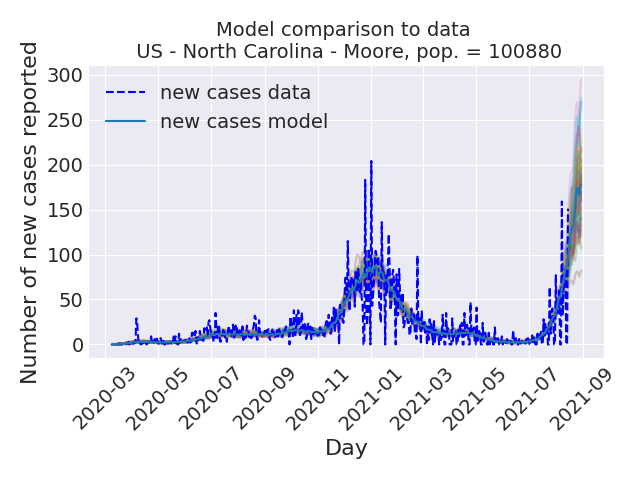 Model comparison to data
US - North Carolina - Moore, pop. = 100880
Number of new cases reported
300
250
200
150
100
50
0
new cases data
new cases model
2020-03
2020-05
2020-07
2020-09
2020-11
2021-01
2021-03
2021-05
2021-07
2021-09
Day